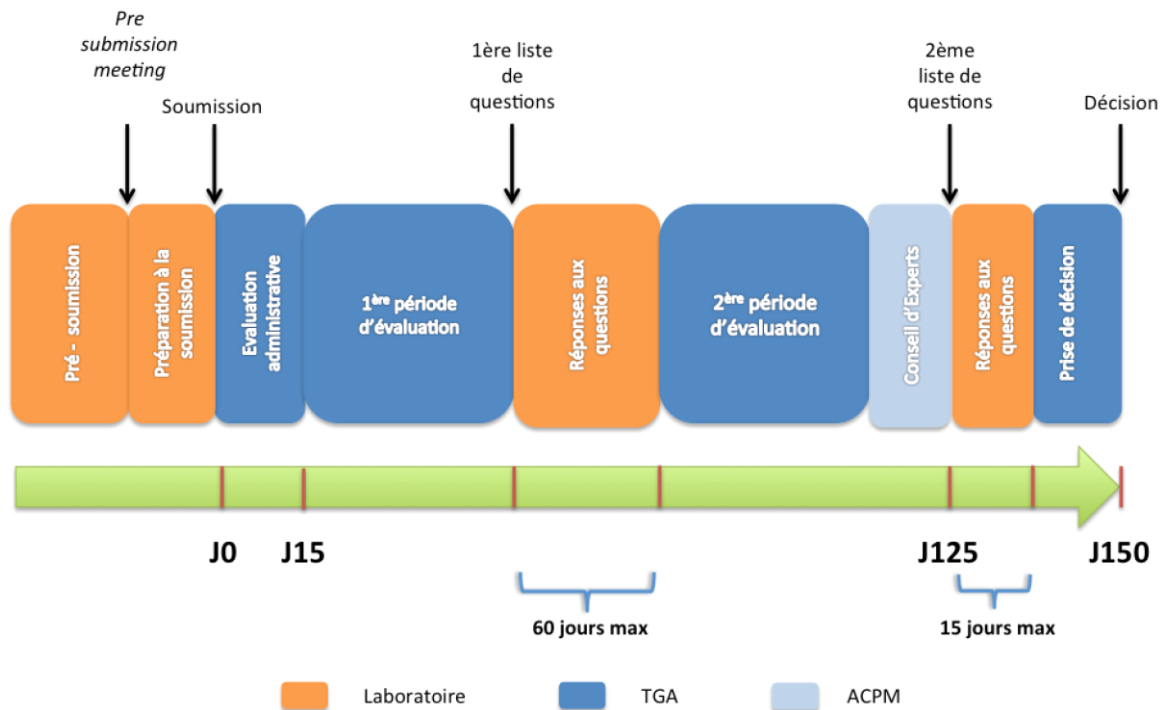 Pre
submission
meeting
Soumission
1ère liste
de
questions
2ème
liste de
questions
Décision
Pré - soumission
Préparation à la
soumission
Evaluation
administrative
1ère période
d'évaluation
Réponses aux
questions
2ère période
d'évaluation
Conseil d'Experts
Réponses aux
questions
Prise de décision
J0
J15
J125
J150
60 jours max
15 jours max
Laboratoire
TGA
ACPM